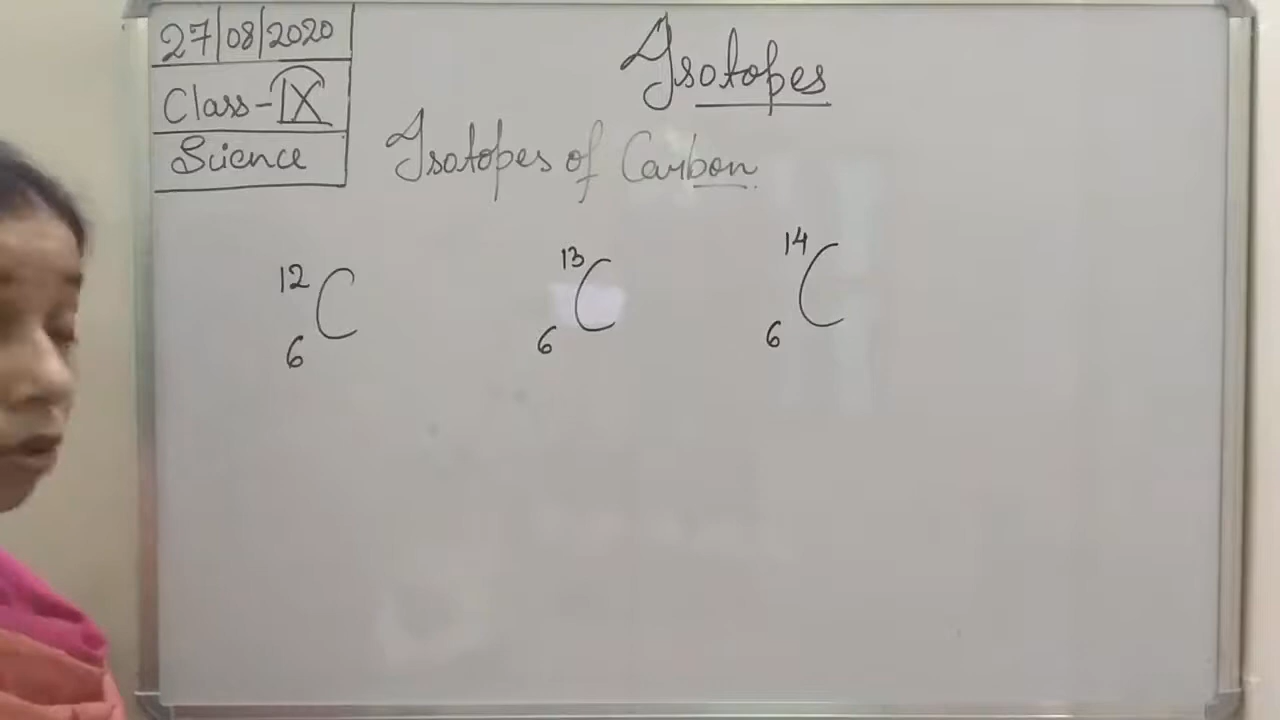 27/08/2020
Class-IX
Science
Isotopes
Isotopes of Carbon.
12 6 C
13 6 C
14 6 C